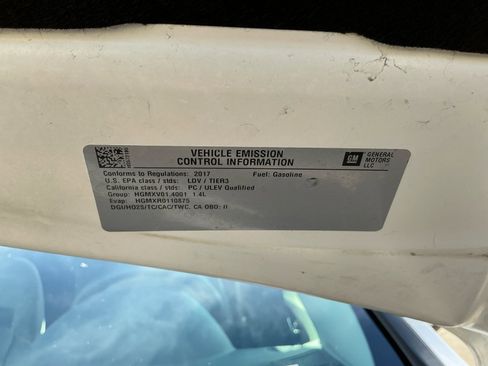 VEHICLE EMISSION
CONTROL INFORMATION
GM
GENERAL
MOTORS
LLC
Conforms to Regulations: 2017 Fuel: Gasoline
U.S. EPA class / stds: LDV / TIER3
California class / stds: PC / ULEV Qualified
Group: HGMXV01.4001 1.4L
Evap: HGMXR0110875
DGI/HO2S/TC/CAC/TWC, CA OBD: II